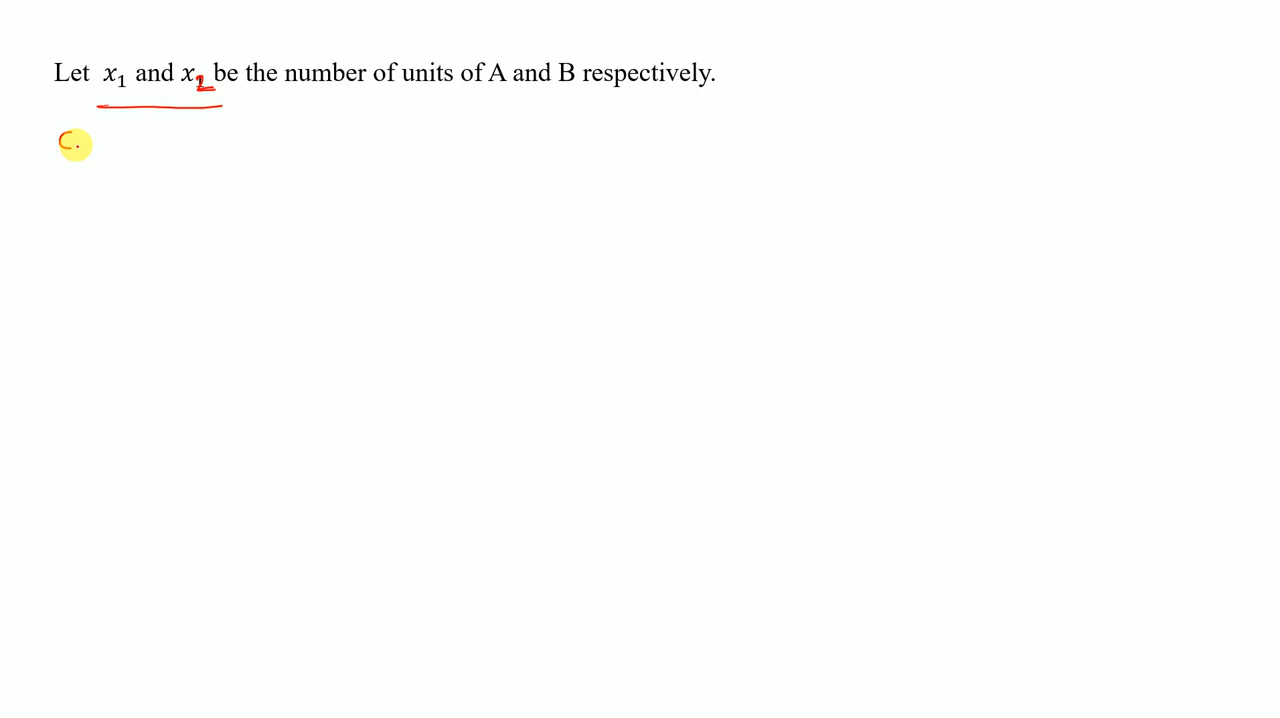 Let x₁ and x₂ be the number of units of A and B respectively.
C.